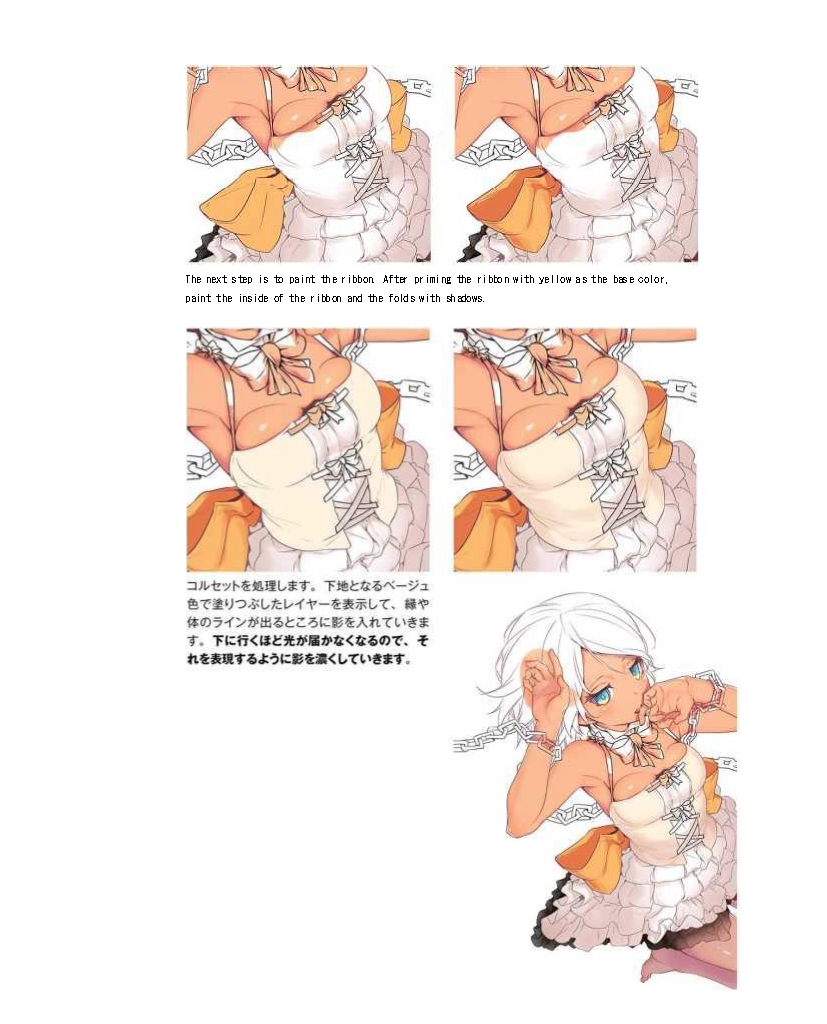 The next step is to paint the ribbon. After priming the ribbon with yellow as the base color,
paint the inside of the ribbon and the folds with shadows.
コルセットを処理します。下地となるベージュ
色で塗りつぶしたレイヤーを表示して、縁や
体のラインが出るところに影を入れていきま
す。下に行くほど光が届かなくなるので、そ
れを表現するように影を濃くしていきます。